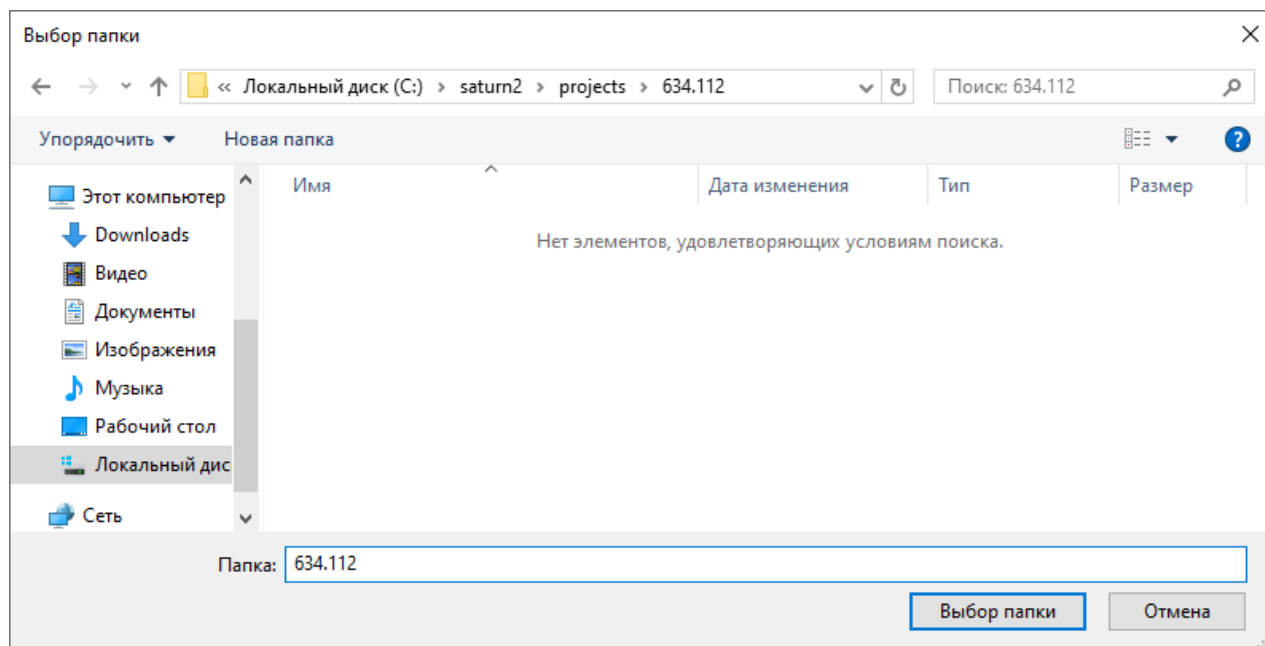 Выбор папки
« Локальный диск (C:) › saturn2 › projects › 634.112 Поиск: 634.112
Упорядочить Новая папка ?
Имя Дата изменения Тип Размер
Нет элементов, удовлетворяющих условиям поиска.
Этот компьютер
Downloads
Видео
Документы
Изображения
Музыка
Рабочий стол
Локальный дис
Сеть
Папка: 634.112
Выбор папки Отмена